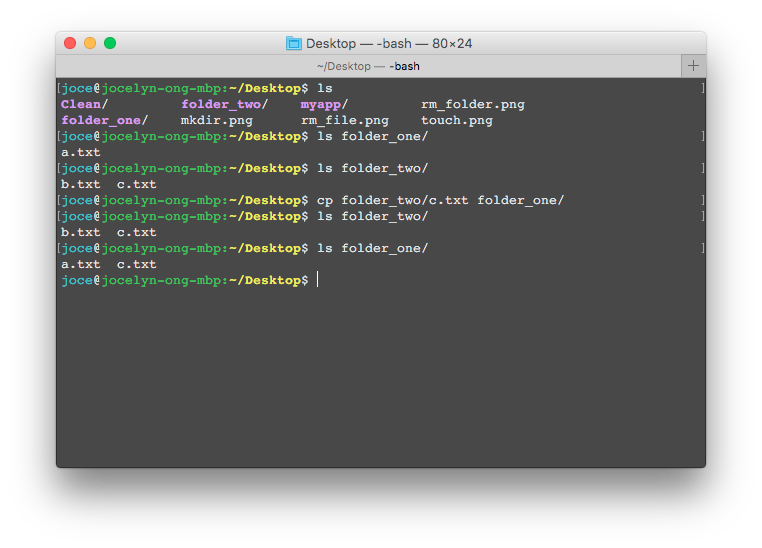 Desktop — -bash — 80×24
~/Desktop — -bash
[joce@jocelyn-ong-mbp:~/Desktop$ ls ]
Clean/ folder_two/ myapp/ rm_folder.png
folder_one/ mkdir.png rm_file.png touch.png
[joce@jocelyn-ong-mbp:~/Desktop$ ls folder_one/ ]
a.txt
[joce@jocelyn-ong-mbp:~/Desktop$ ls folder_two/ ]
b.txt c.txt
[joce@jocelyn-ong-mbp:~/Desktop$ cp folder_two/c.txt folder_one/ ]
[joce@jocelyn-ong-mbp:~/Desktop$ ls folder_two/ ]
b.txt c.txt
[joce@jocelyn-ong-mbp:~/Desktop$ ls folder_one/ ]
a.txt c.txt
joce@jocelyn-ong-mbp:~/Desktop$